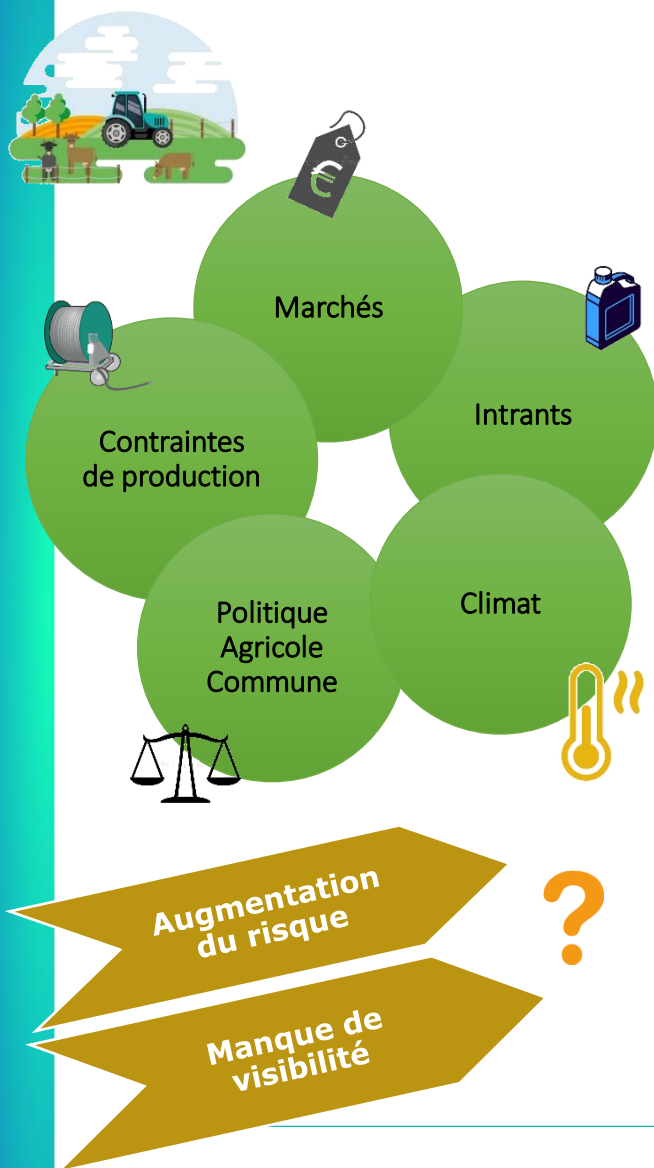 €
Marchés
Intrants
Contraintes
de production
Climat
Politique
Agricole
Commune
Augmentation
du risque
?
Manque de
visibilité